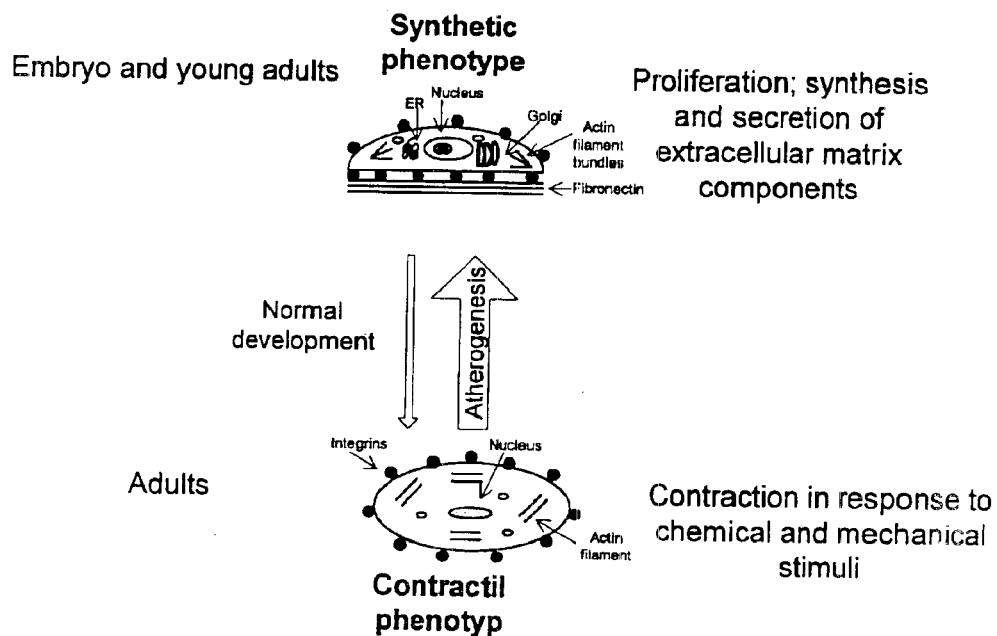 Synthetic
phenotype
Embryo and young adults
Proliferation; synthesis
and secretion of
extracellular matrix
components
Nucleus
ER
Golgi
Actin
filament
bundles
Fibronectin
Normal
development
Atherogenesis
Integrins
Nucleus
Adults
Contraction in response to
chemical and mechanical
stimuli
Actin
filament
Contractil
phenotyp